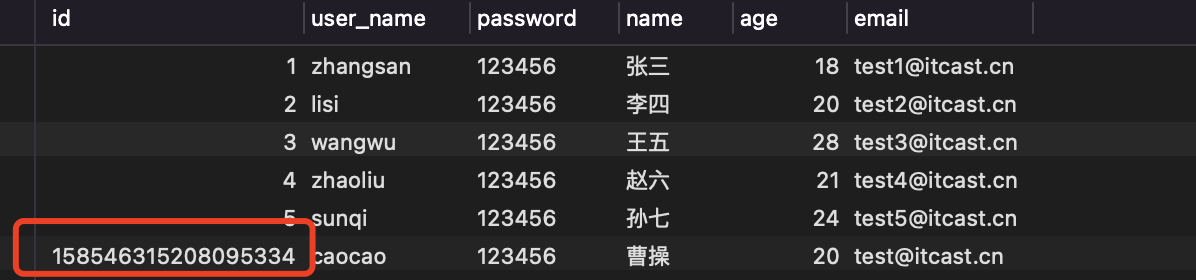 id user_name password name age email
1 zhangsan 123456 张三 18 test1@itcast.cn
2 lisi 123456 李四 20 test2@itcast.cn
3 wangwu 123456 王五 28 test3@itcast.cn
4 zhaoliu 123456 赵六 21 test4@itcast.cn
5 sunqi 123456 孙七 24 test5@itcast.cn
158546315208095334 caocao 123456 曹操 20 test@itcast.cn